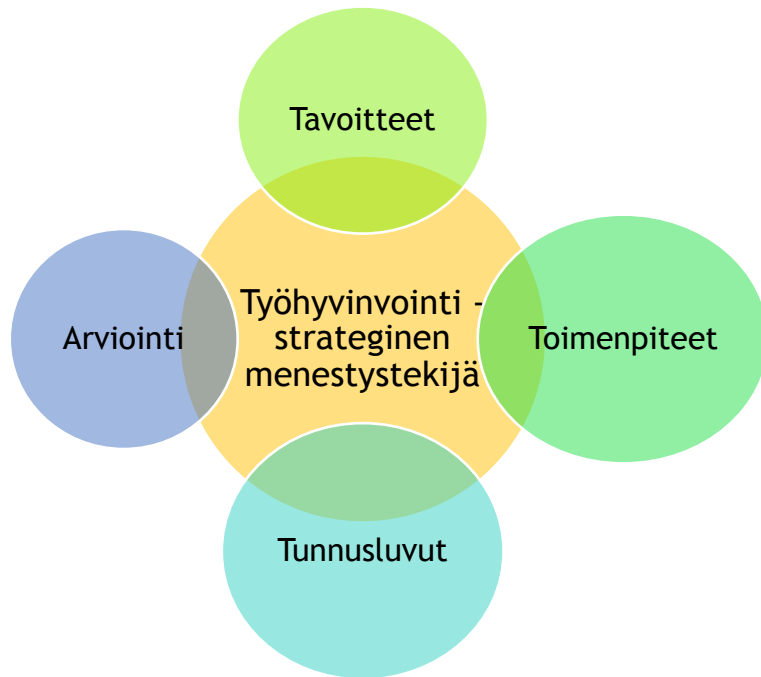 Tavoitteet
Arviointi
Työhyvinvointi -
strateginen
menestystekijä
Toimenpiteet
Tunnusluvut